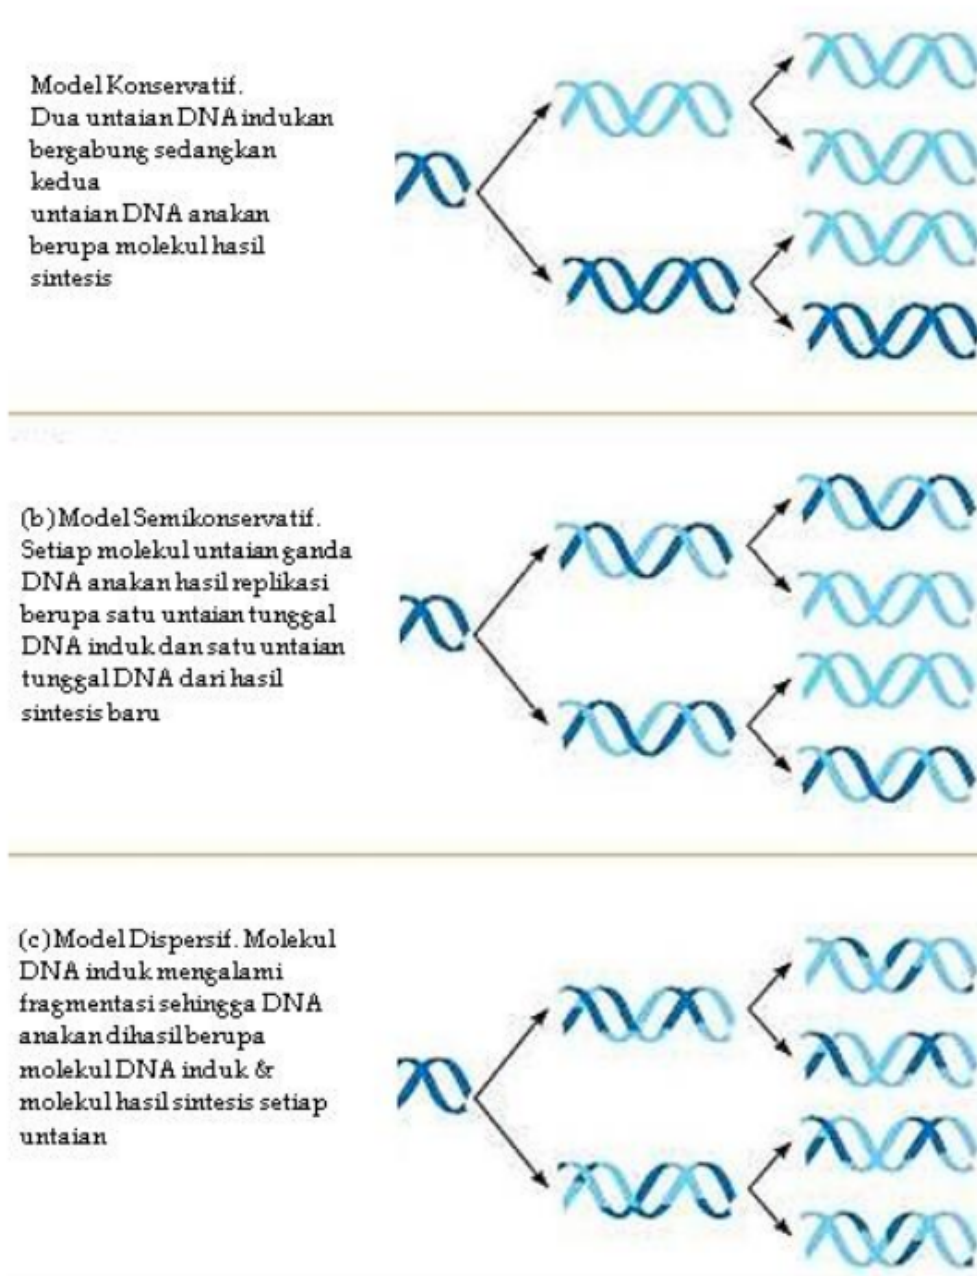 Model Konservatif.
Dua untaian DNA indukan
bergabung sedangkan
kedua
untaian DNA anakan
berupa molekul hasil
sintesis
(b) Model Semikonservatif.
Setiap molekul untaian ganda
DNA anakan hasil replikasi
berupa satu untaian tunggal
DNA induk dan satu untaian
tunggal DNA dari hasil
sintesis baru
(c) Model Dispersif. Molekul
DNA induk mengalami
fragmentasi sehingga DNA
anakan dihasil berupa
molekul DNA induk &
molekul hasil sintesis setiap
untaian